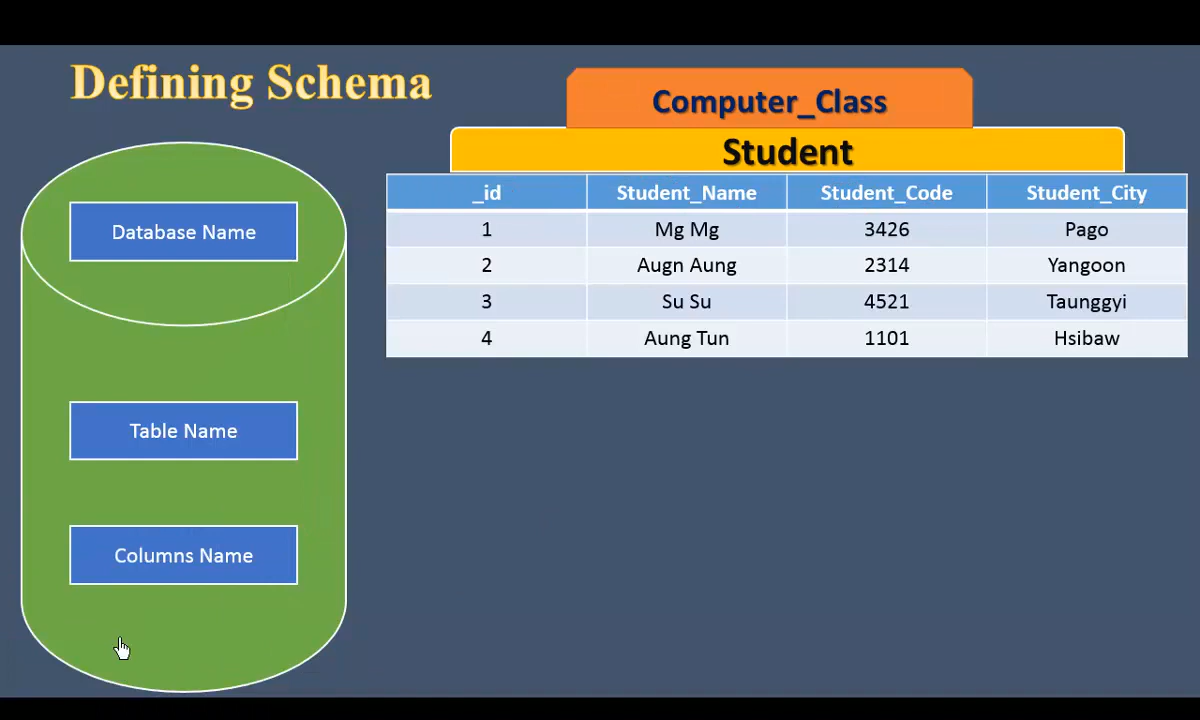 Defining Schema
Computer_Class
Student
_id Student_Name Student_Code Student_City
1 Mg Mg 3426 Pago
2 Augn Aung 2314 Yangoon
3 Su Su 4521 Taunggyi
4 Aung Tun 1101 Hsibaw
Database Name
Table Name
Columns Name